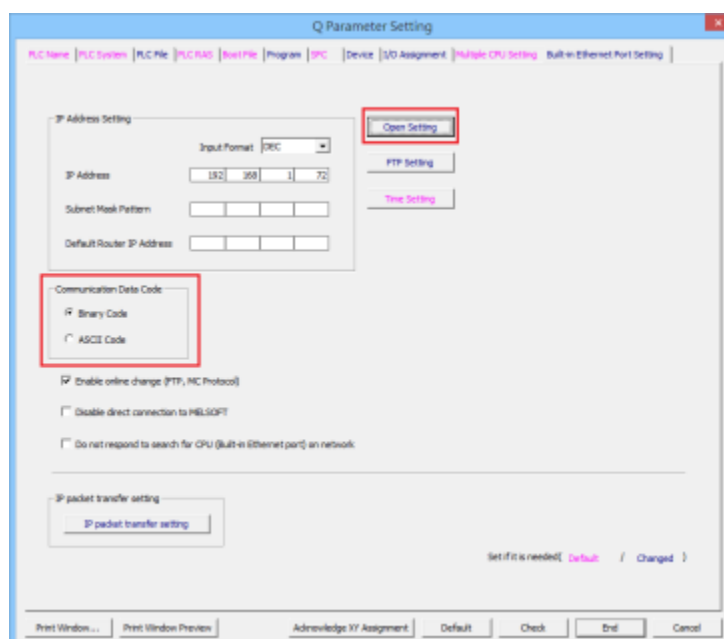 Q Parameter Setting
PLC Name PLC System PLC File PLC RAS Boot File Program SFC Device I/O Assignment Multiple CPU Setting Built-in Ethernet Port Setting
IP Address Setting
Input Format DEC
IP Address 192 168 1 72
Subnet Mask Pattern
Default Router IP Address
Open Setting
FTP Setting
Time Setting
Communication Data Code
Binary Code
ASCII Code
Enable online change (FTP, MC Protocol)
Disable direct connection to MELSOFT
Do not respond to search for CPU (Built-in Ethernet port) on network
IP packet transfer setting
IP packet transfer setting
Set if it is needed( Default / Changed )
Print Window... Print Window Preview Acknowledge XY Assignment Default Check End Cancel